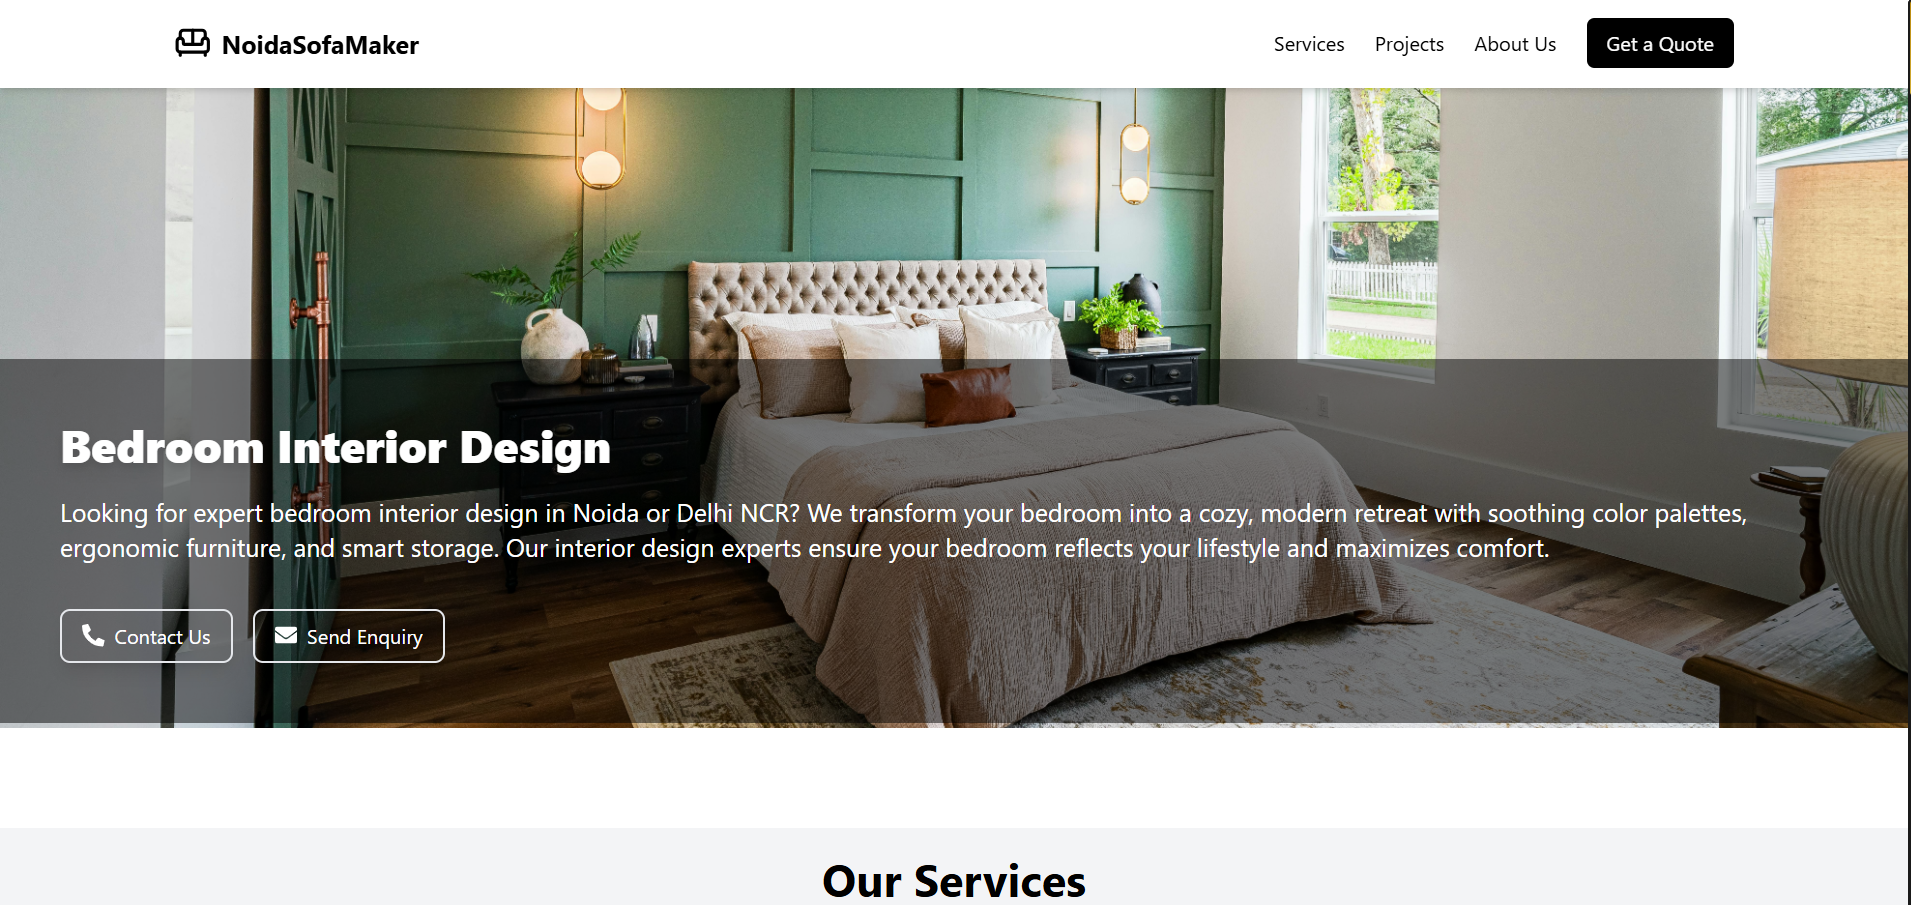 NoidaSofaMaker
Services
Projects
About Us
Get a Quote
Bedroom Interior Design
Looking for expert bedroom interior design in Noida or Delhi NCR? We transform your bedroom into a cozy, modern retreat with soothing color palettes,
ergonomic furniture, and smart storage. Our interior design experts ensure your bedroom reflects your lifestyle and maximizes comfort.
Contact Us
Send Enquiry
Our Services